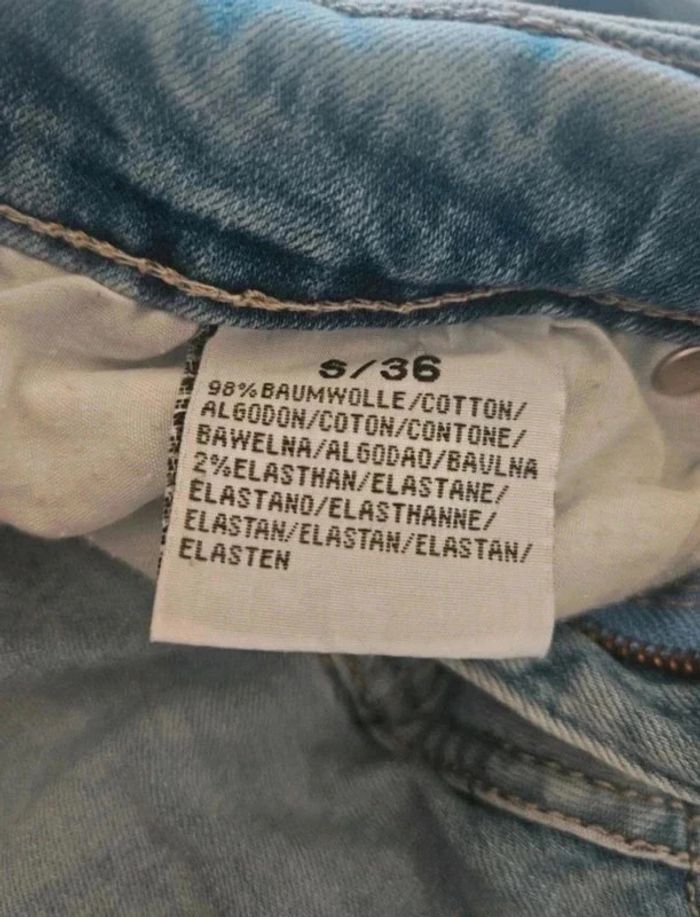 S/36
98%BAUMWOLLE/COTTON/
ALGODON/COTON/CONTONE/
BAWELNA/ALGODAO/BAVLNA
2%ELASTHAN/ELASTANE/
ELASTANO/ELASTHANNE/
ELASTAN/ELASTAN/ELASTAN/
ELASTEN